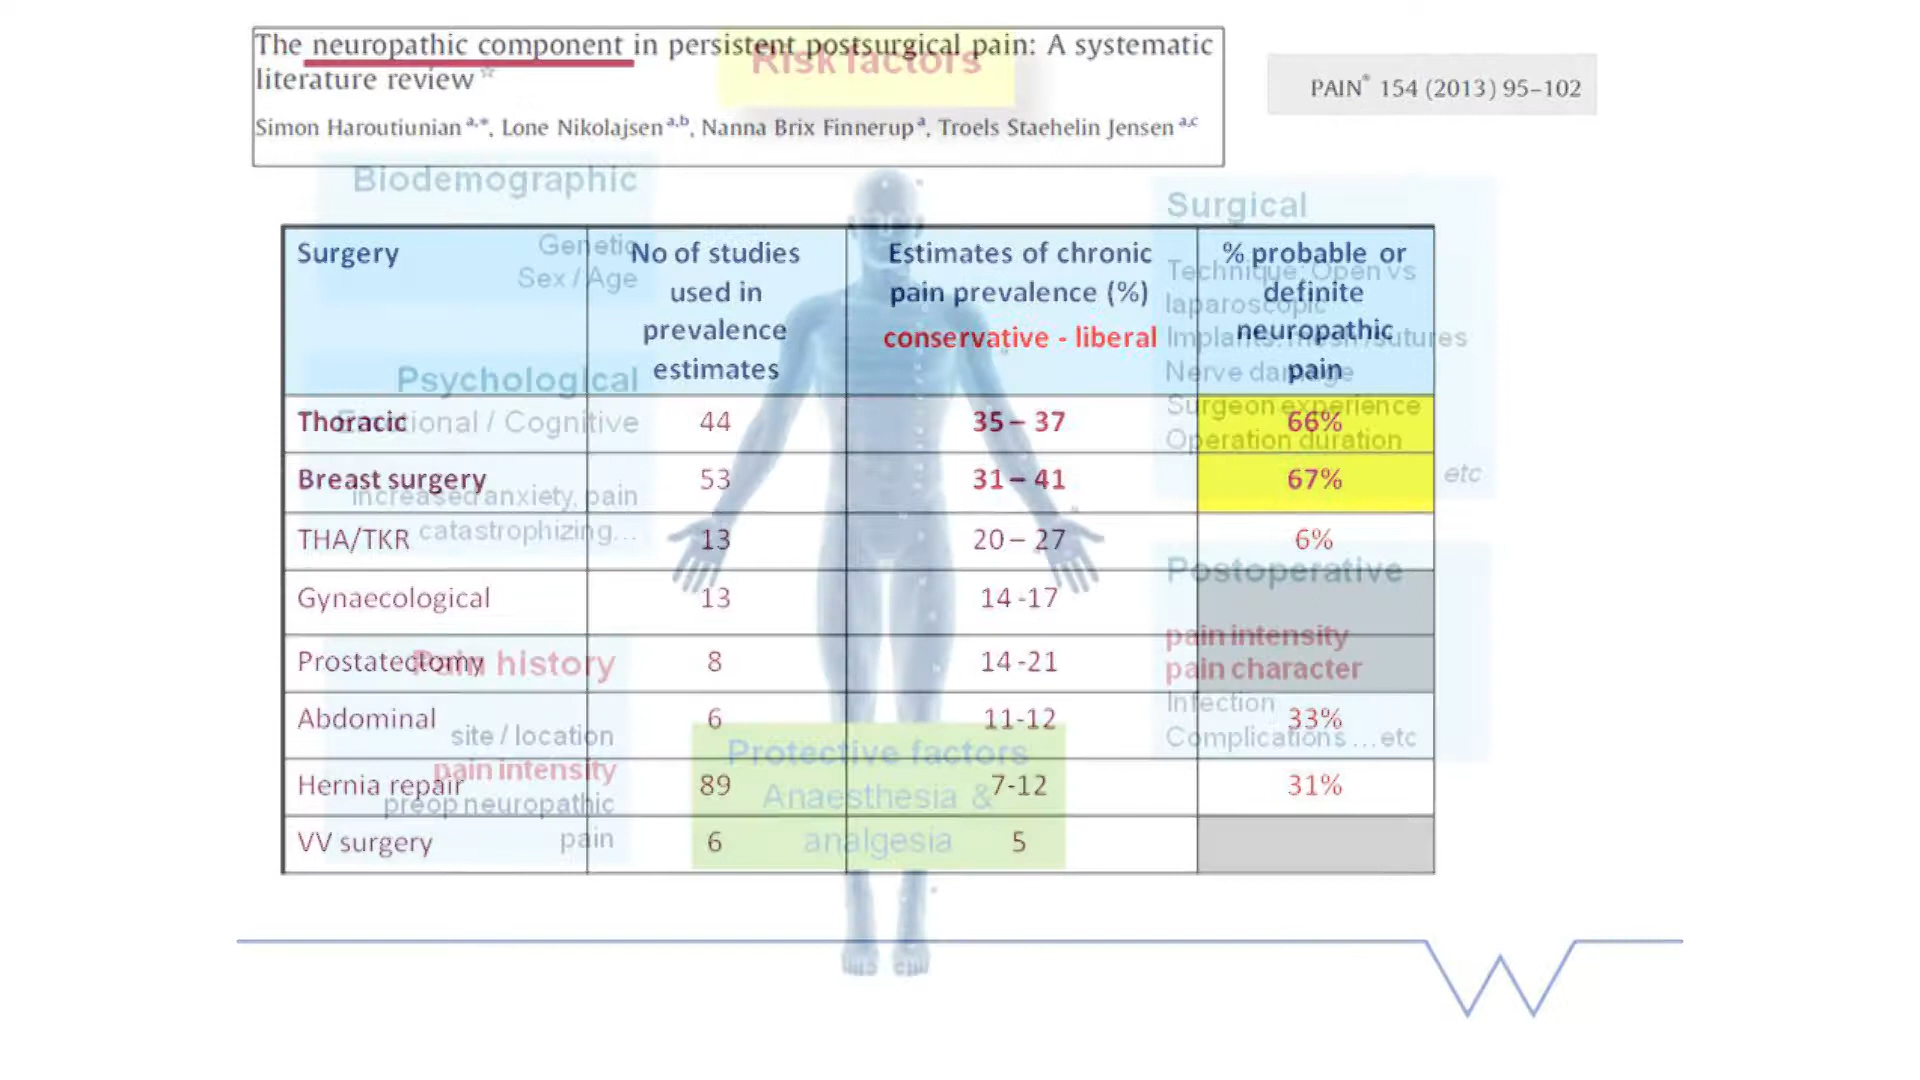 The neuropathic component in persistent postsurgical pain: A systematic
literature review ☆
Simon Haroutiunian a,*, Lone Nikolajsen a,b, Nanna Brix Finnerup a, Troels Staehelin Jensen a,c
PAIN® 154 (2013) 95–102
Risk factors
Surgery
No of studies
used in
prevalence
estimates
Estimates of chronic
pain prevalence (%)
conservative - liberal
% probable or
definite
neuropathic
pain
Thoracic 44 35 – 37 66%
Breast surgery 53 31 – 41 67%
THA/TKR 13 20 – 27 6%
Gynaecological 13 14 -17
Prostatectomy 8 14 -21
Abdominal 6 11-12 33%
Hernia repair 89 7-12 31%
VV surgery 6 5
Biodemographic
Genetic
Sex / Age
Psychological
Emotional / Cognitive
increased anxiety, pain
catastrophizing...
Pain history
site / location
pain intensity
preop neuropathic
pain
Protective factors
Anaesthesia &
analgesia
Surgical
Technique: Open vs
laparoscopic
Implants: mesh /sutures
Nerve damage
Surgeon experience
Operation duration
etc
Postoperative
pain intensity
pain character
Infection
Complications ...etc